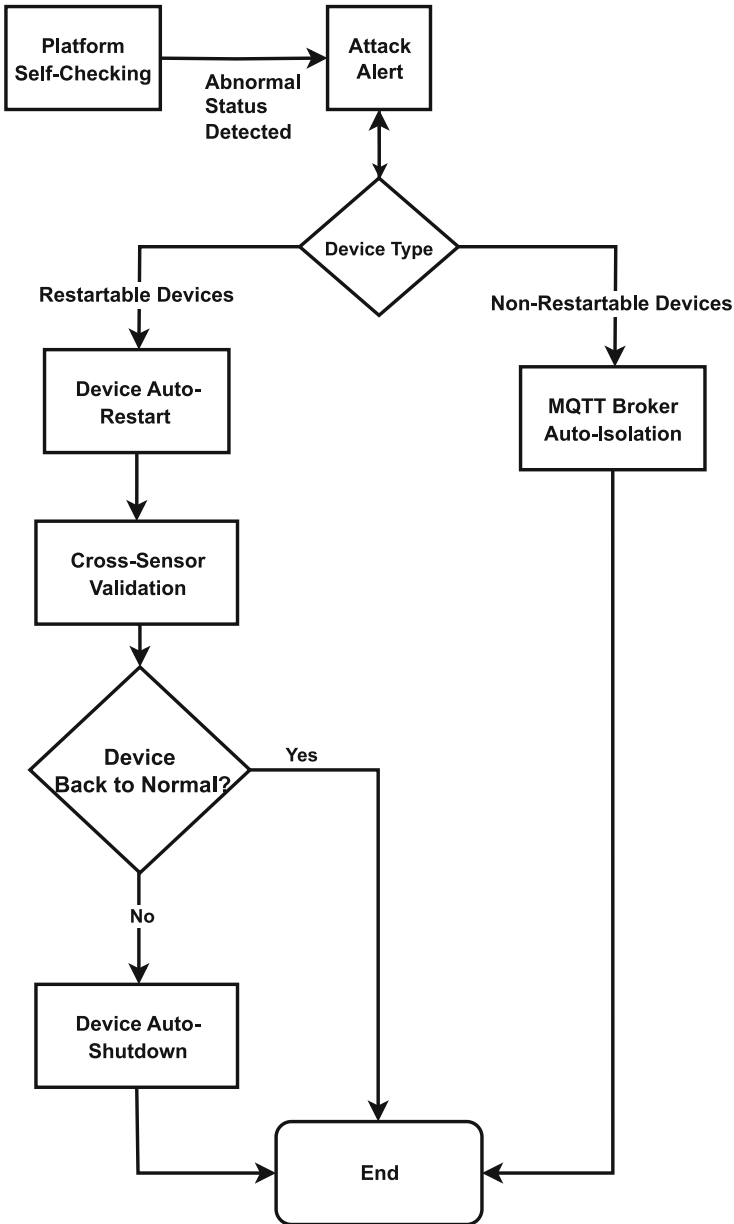 Platform
Self-Checking
Attack
Alert
Abnormal
Status
Detected
Device Type
Restartable Devices
Non-Restartable Devices
Device Auto-
Restart
MQTT Broker
Auto-Isolation
Cross-Sensor
Validation
Device
Back to Normal?
Yes
No
Device Auto-
Shutdown
End